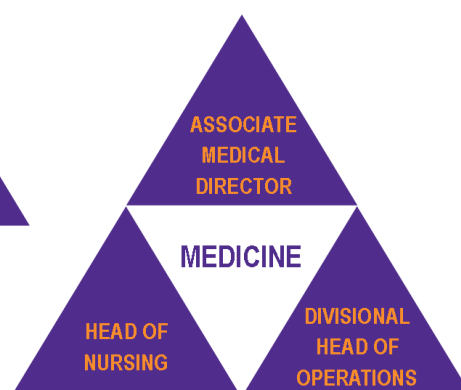 ASSOCIATE
MEDICAL
DIRECTOR
MEDICINE
HEAD OF
NURSING
DIVISIONAL
HEAD OF
OPERATIONS